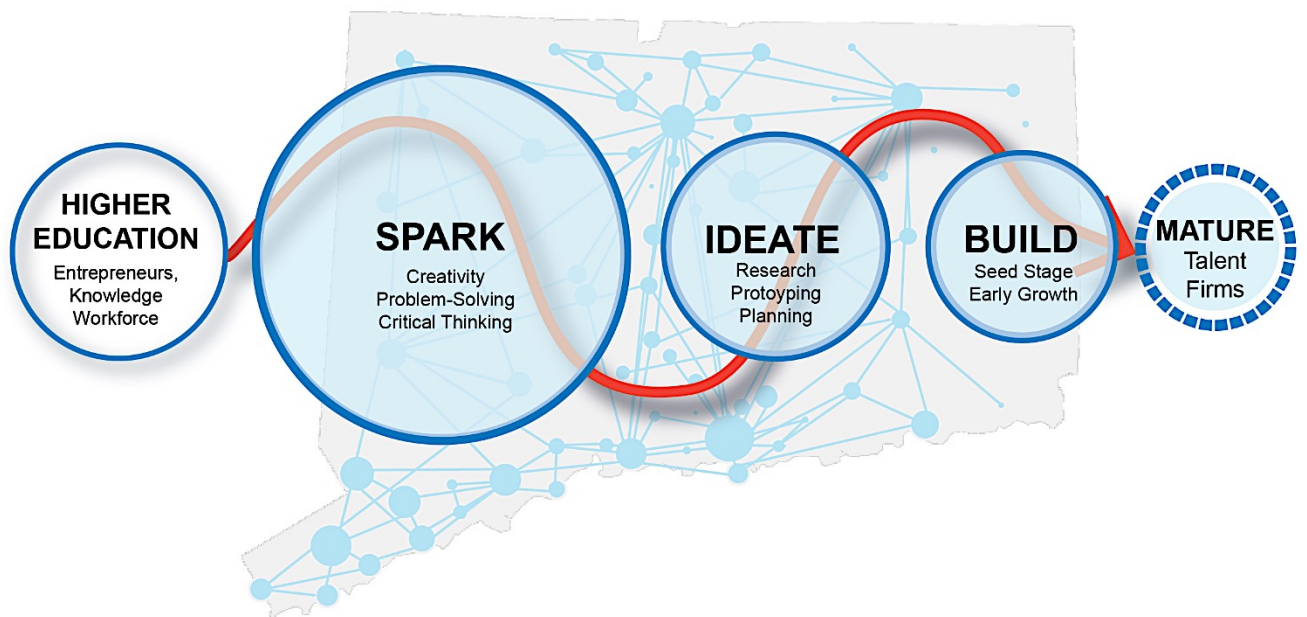 HIGHER
EDUCATION
Entrepreneurs,
Knowledge
Workforce
SPARK
Creativity
Problem-Solving
Critical Thinking
IDEATE
Research
Protoyping
Planning
BUILD
Seed Stage
Early Growth
MATURE
Talent
Firms